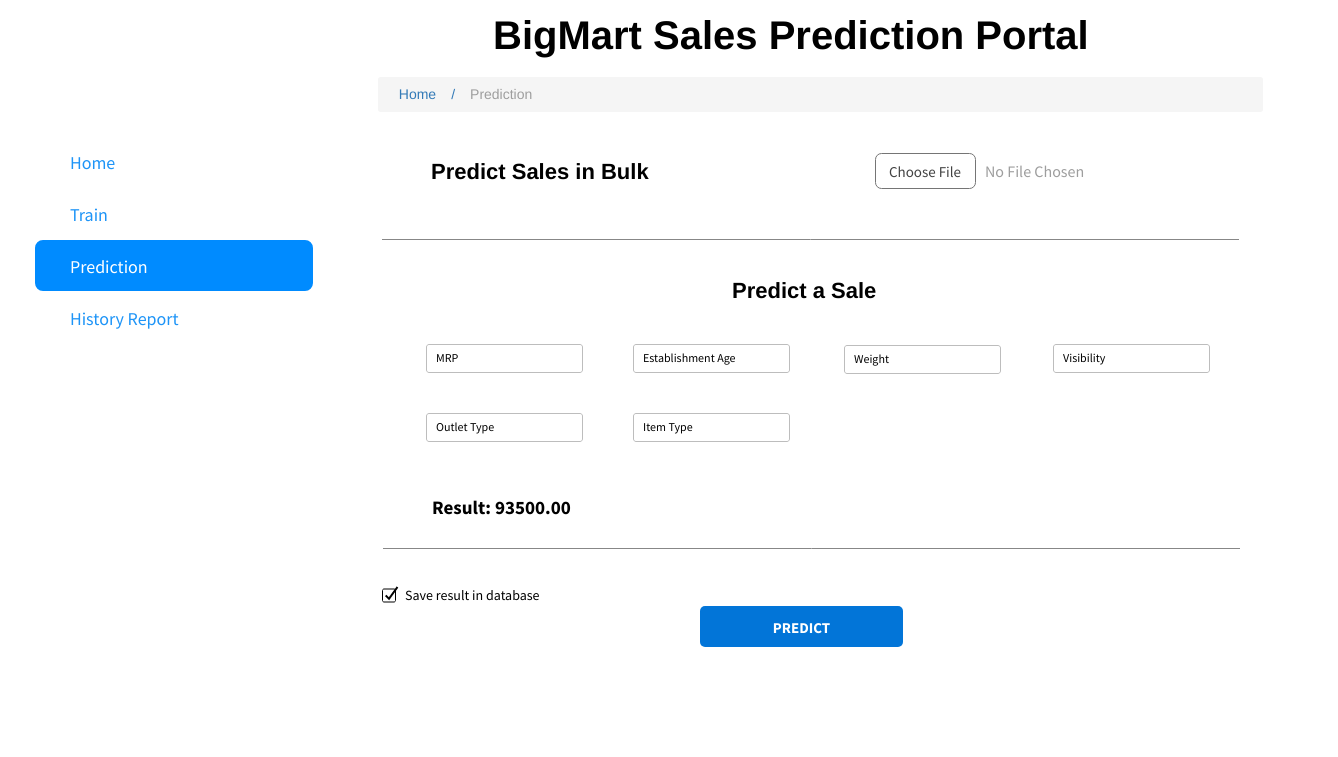 BigMart Sales Prediction Portal
Home / Prediction
Home
Train
Prediction
History Report
Predict Sales in Bulk
Choose File No File Chosen
Predict a Sale
MRP Establishment Age Weight Visibility
Outlet Type Item Type
Result: 93500.00
Save result in database
PREDICT